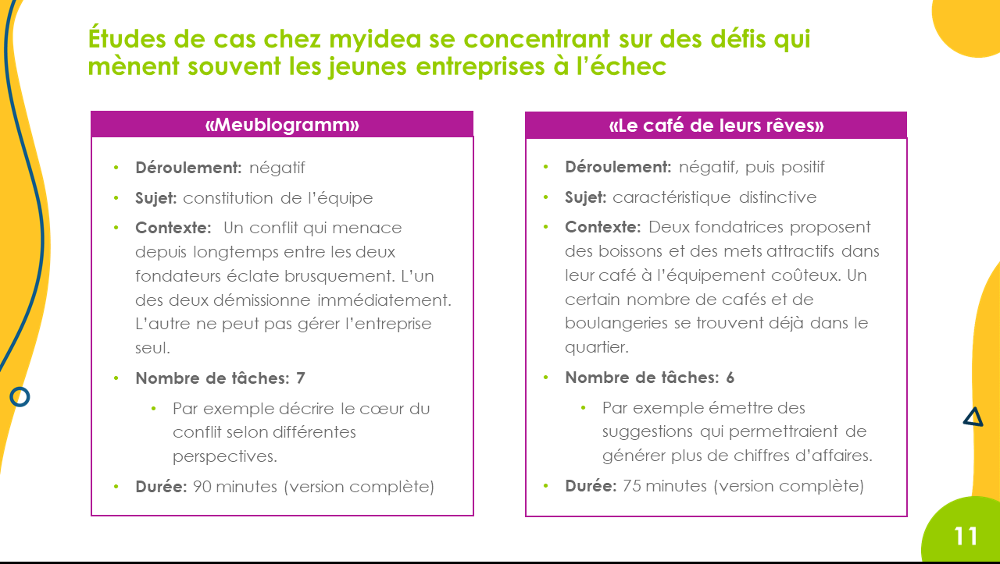 Études de cas chez myidea se concentrant sur des défis qui
mènent souvent les jeunes entreprises à l’échec
«Meublogramm»
• Déroulement: négatif
• Sujet: constitution de l’équipe
• Contexte: Un conflit qui menace
depuis longtemps entre les deux
fondateurs éclate brusquement. L’un
des deux démissionne immédiatement.
L’autre ne peut pas gérer l’entreprise
seul.
• Nombre de tâches: 7
• Par exemple décrire le cœur du
conflit selon différentes
perspectives.
• Durée: 90 minutes (version complète)
«Le café de leurs rêves»
• Déroulement: négatif, puis positif
• Sujet: caractéristique distinctive
• Contexte: Deux fondatrices proposent
des boissons et des mets attractifs dans
leur café à l’équipement coûteux. Un
certain nombre de cafés et de
boulangeries se trouvent déjà dans le
quartier.
• Nombre de tâches: 6
• Par exemple émettre des
suggestions qui permettraient de
générer plus de chiffres d’affaires.
• Durée: 75 minutes (version complète)
11